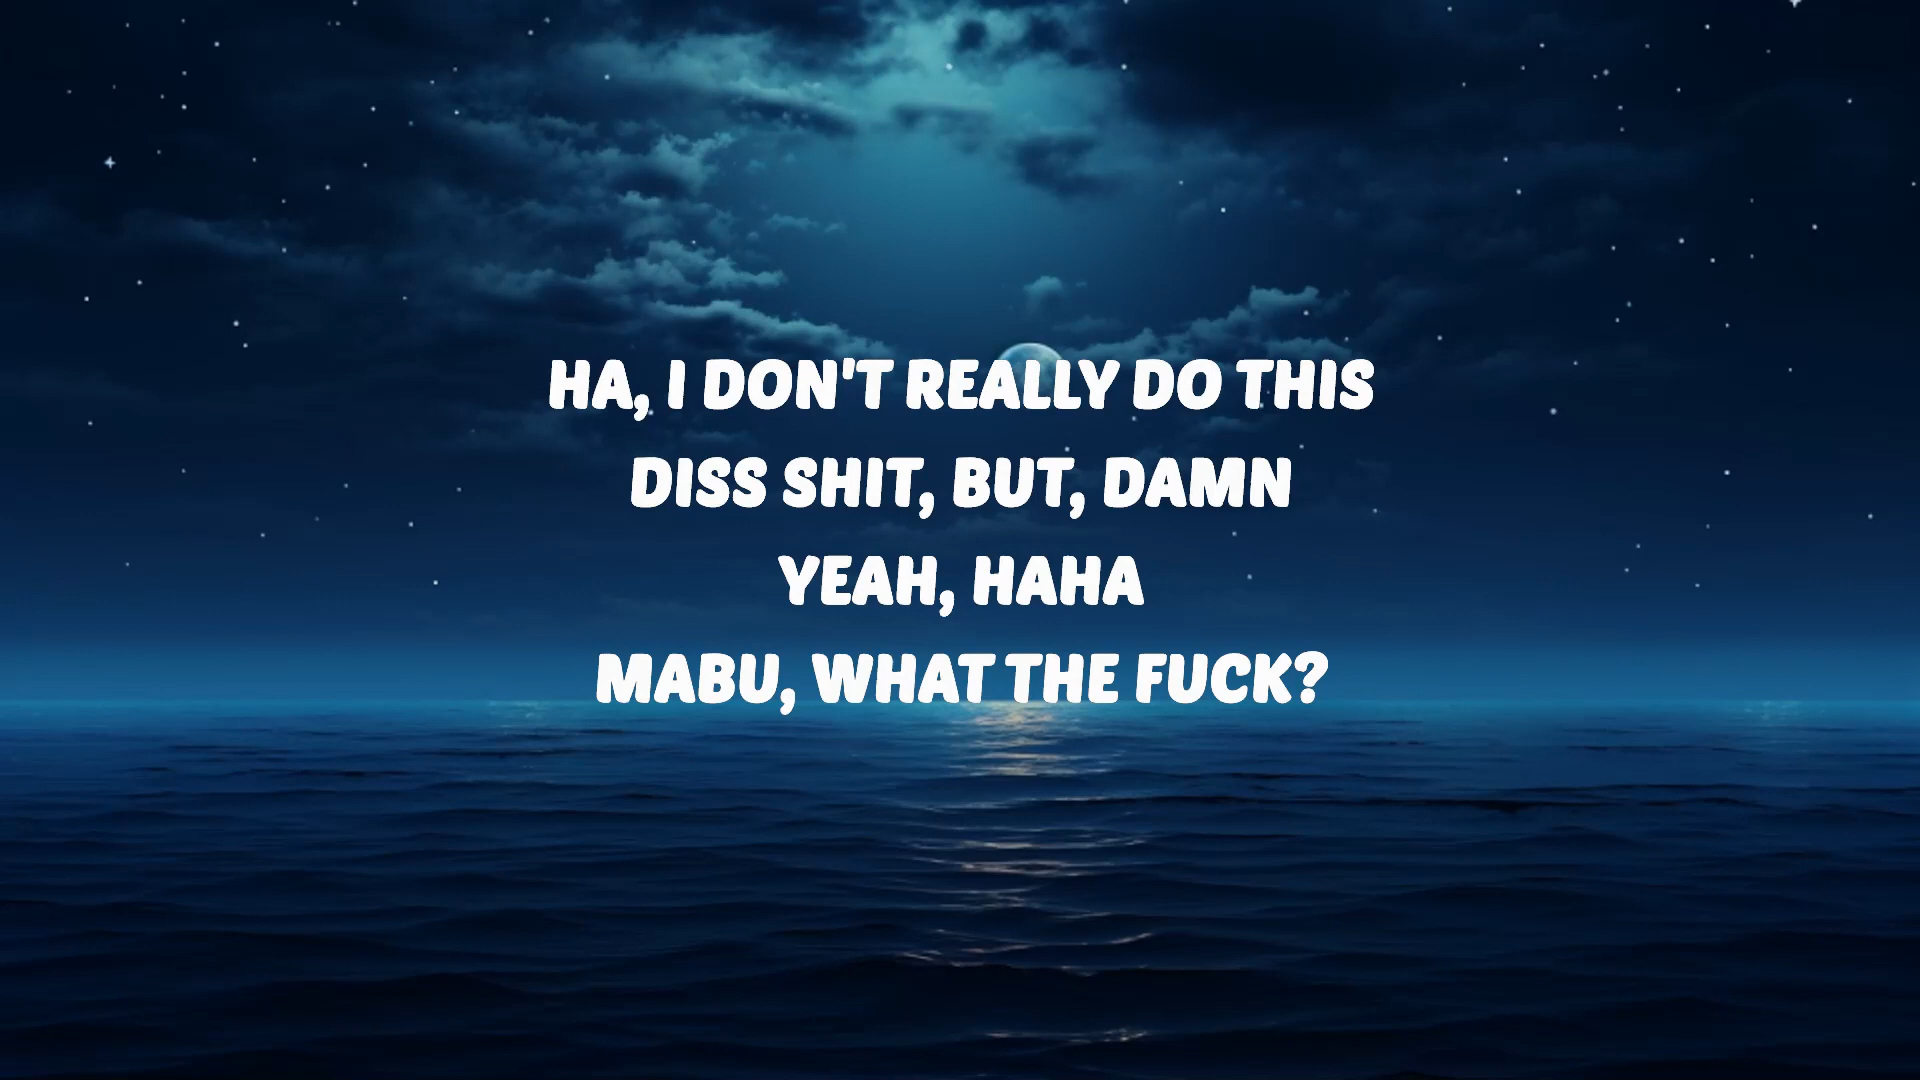 HA, I DON'T REALLY DO THIS
DISS SHIT, BUT, DAMN
YEAH, HAHA
MABU, WHAT THE FUCK?